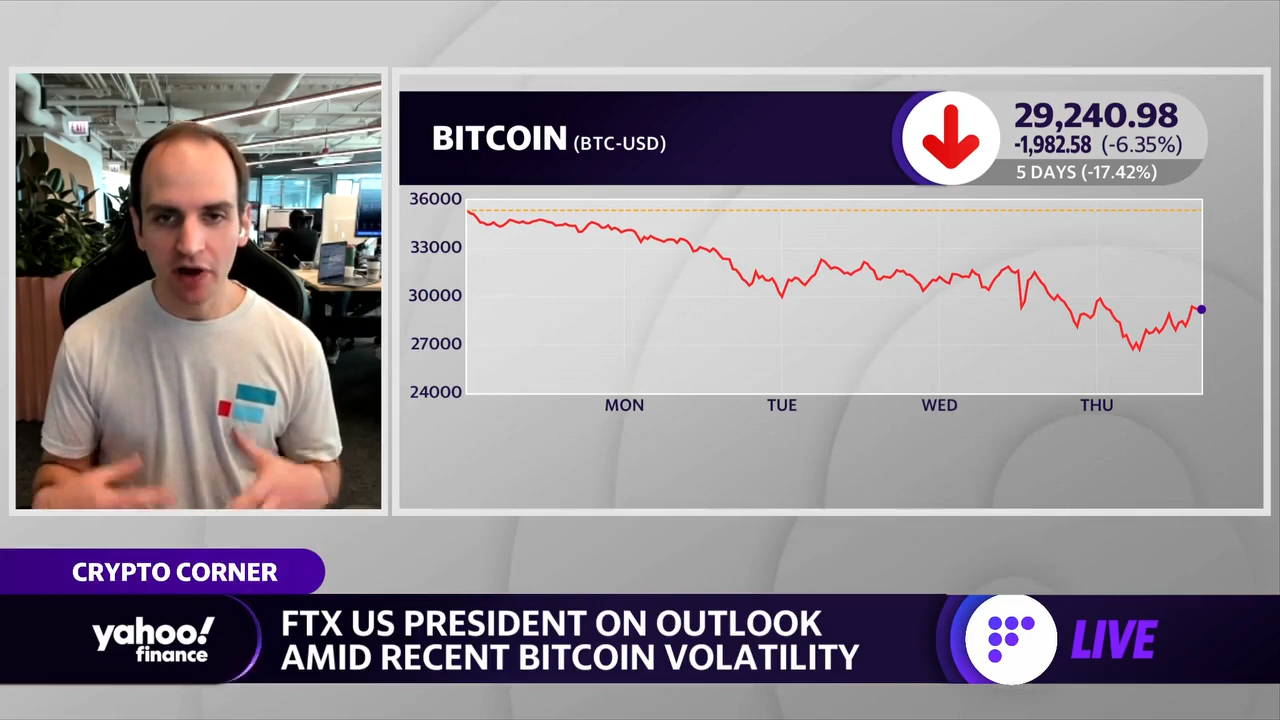 BITCOIN (BTC-USD)
29,240.98
-1,982.58 (-6.35%)
5 DAYS (-17.42%)
36000
33000
30000
27000
24000
MON TUE WED THU
CRYPTO CORNER
yahoo!
finance
FTX US PRESIDENT ON OUTLOOK
AMID RECENT BITCOIN VOLATILITY
LIVE